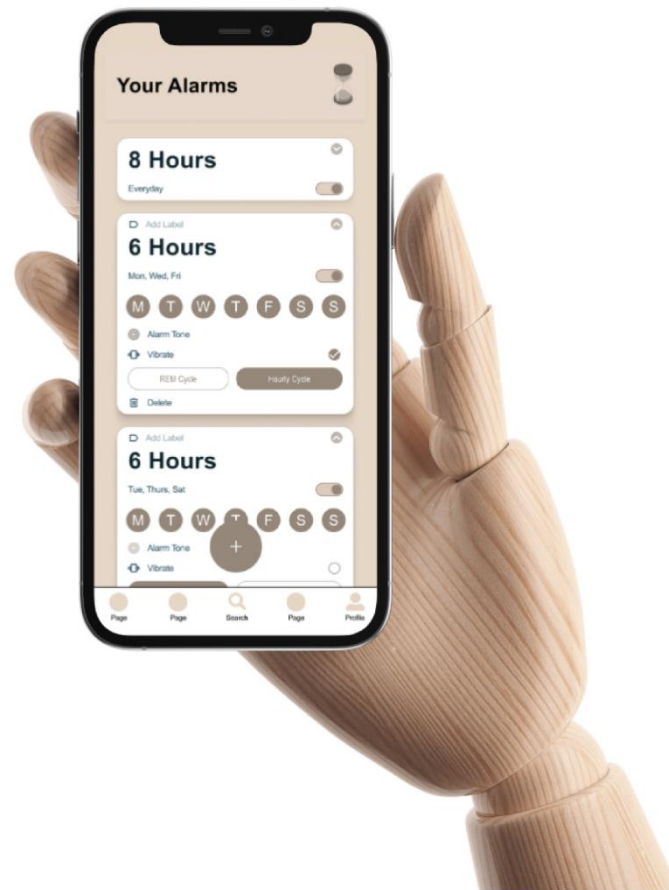 Your Alarms
8 Hours
Everyday
Add Label
6 Hours
Mon, Wed, Fri
M T W T F S S
Alarm Tone
Vibrate
REM Cycle Hourly Cycle
Delete
Add Label
6 Hours
Tue, Thurs, Sat
M T W T F S S
Alarm Tone
+
Vibrate
Page Page Search Page Profile